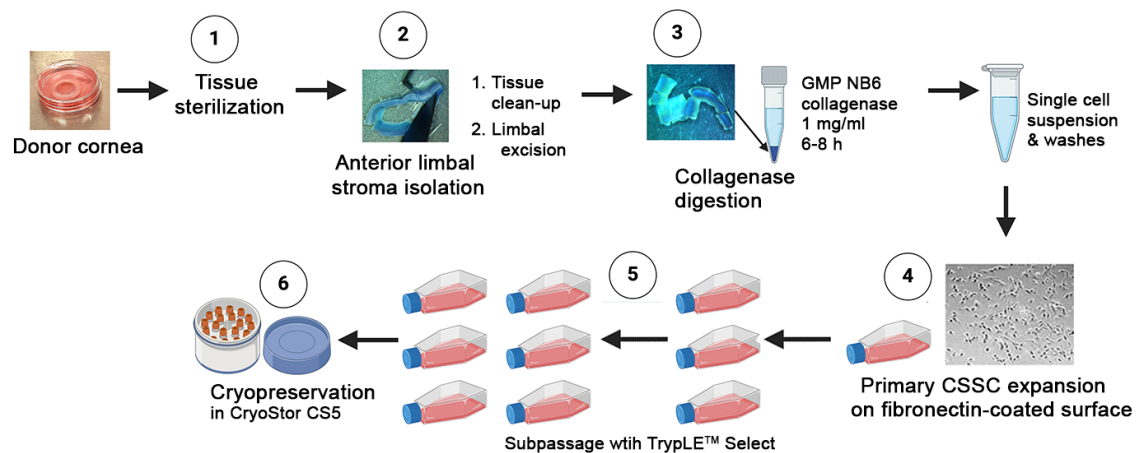 Donor cornea
1
Tissue
sterilization
2
1. Tissue
clean-up
2. Limbal
excision
Anterior limbal
stroma isolation
3
GMP NB6
collagenase
1 mg/ml
6-8 h
Collagenase
digestion
Single cell
suspension
& washes
4
Primary CSSC expansion
on fibronectin-coated surface
5
Subpassage wtih TrypLE™ Select
6
Cryopreservation
in CryoStor CS5